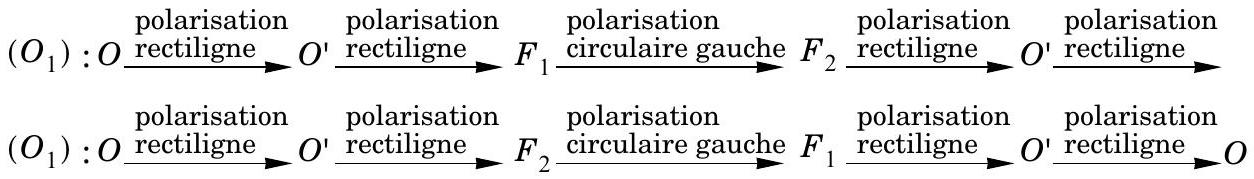 polarisation polarisation polarisation polarisation polarisation
(O₁) : O rectiligne O' rectiligne F₁ circulaire gauche F₂ rectiligne O' rectiligne
polarisation polarisation polarisation polarisation polarisation
(O₁) : O rectiligne O' rectiligne F₂ circulaire gauche F₁ rectiligne O' rectiligne O